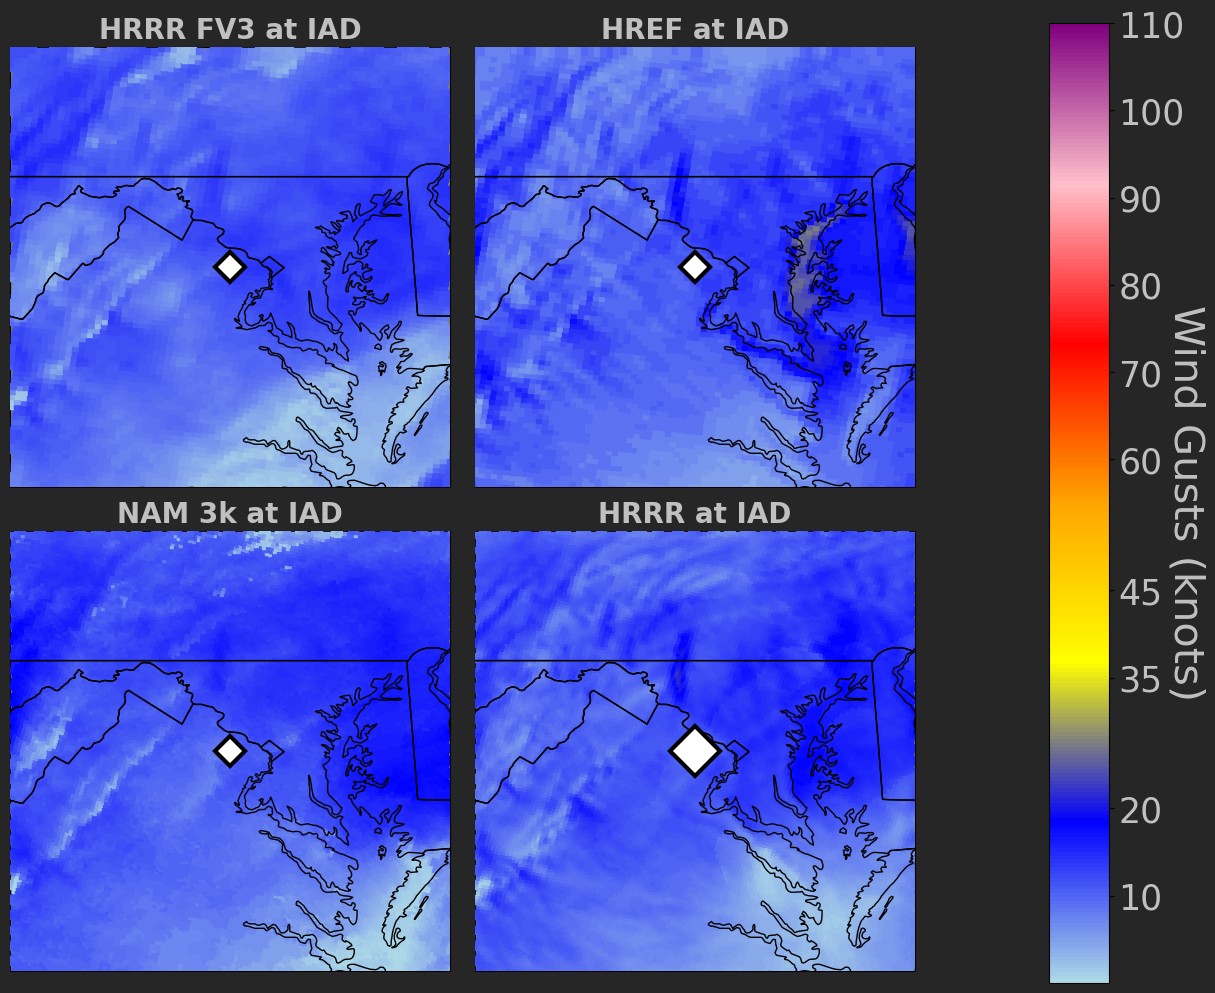 HRRR FV3 at IAD
HREF at IAD
NAM 3k at IAD
HRRR at IAD
110
100
90
80
70
60
45
35
20
10
Wind Gusts (knots)